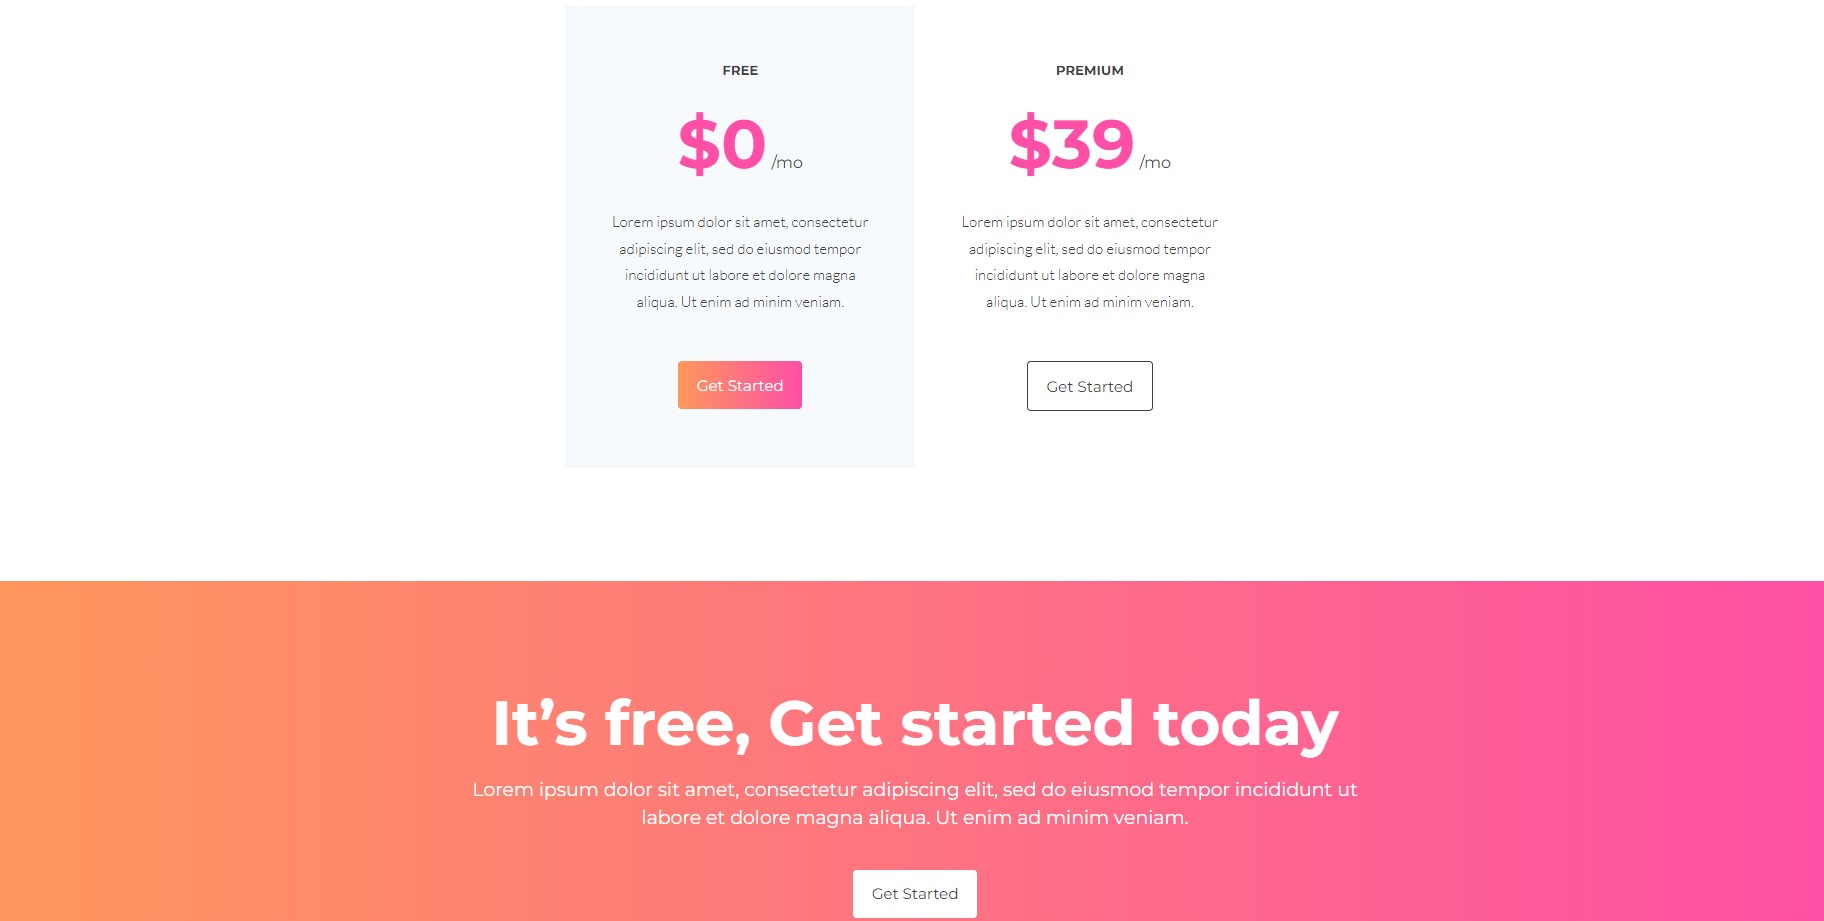 FREE
$0 /mo
Lorem ipsum dolor sit amet, consectetur
adipiscing elit, sed do eiusmod tempor
incididunt ut labore et dolore magna
aliqua. Ut enim ad minim veniam.
Get Started
PREMIUM
$39 /mo
Lorem ipsum dolor sit amet, consectetur
adipiscing elit, sed do eiusmod tempor
incididunt ut labore et dolore magna
aliqua. Ut enim ad minim veniam.
Get Started
It’s free, Get started today
Lorem ipsum dolor sit amet, consectetur adipiscing elit, sed do eiusmod tempor incididunt ut
labore et dolore magna aliqua. Ut enim ad minim veniam.
Get Started